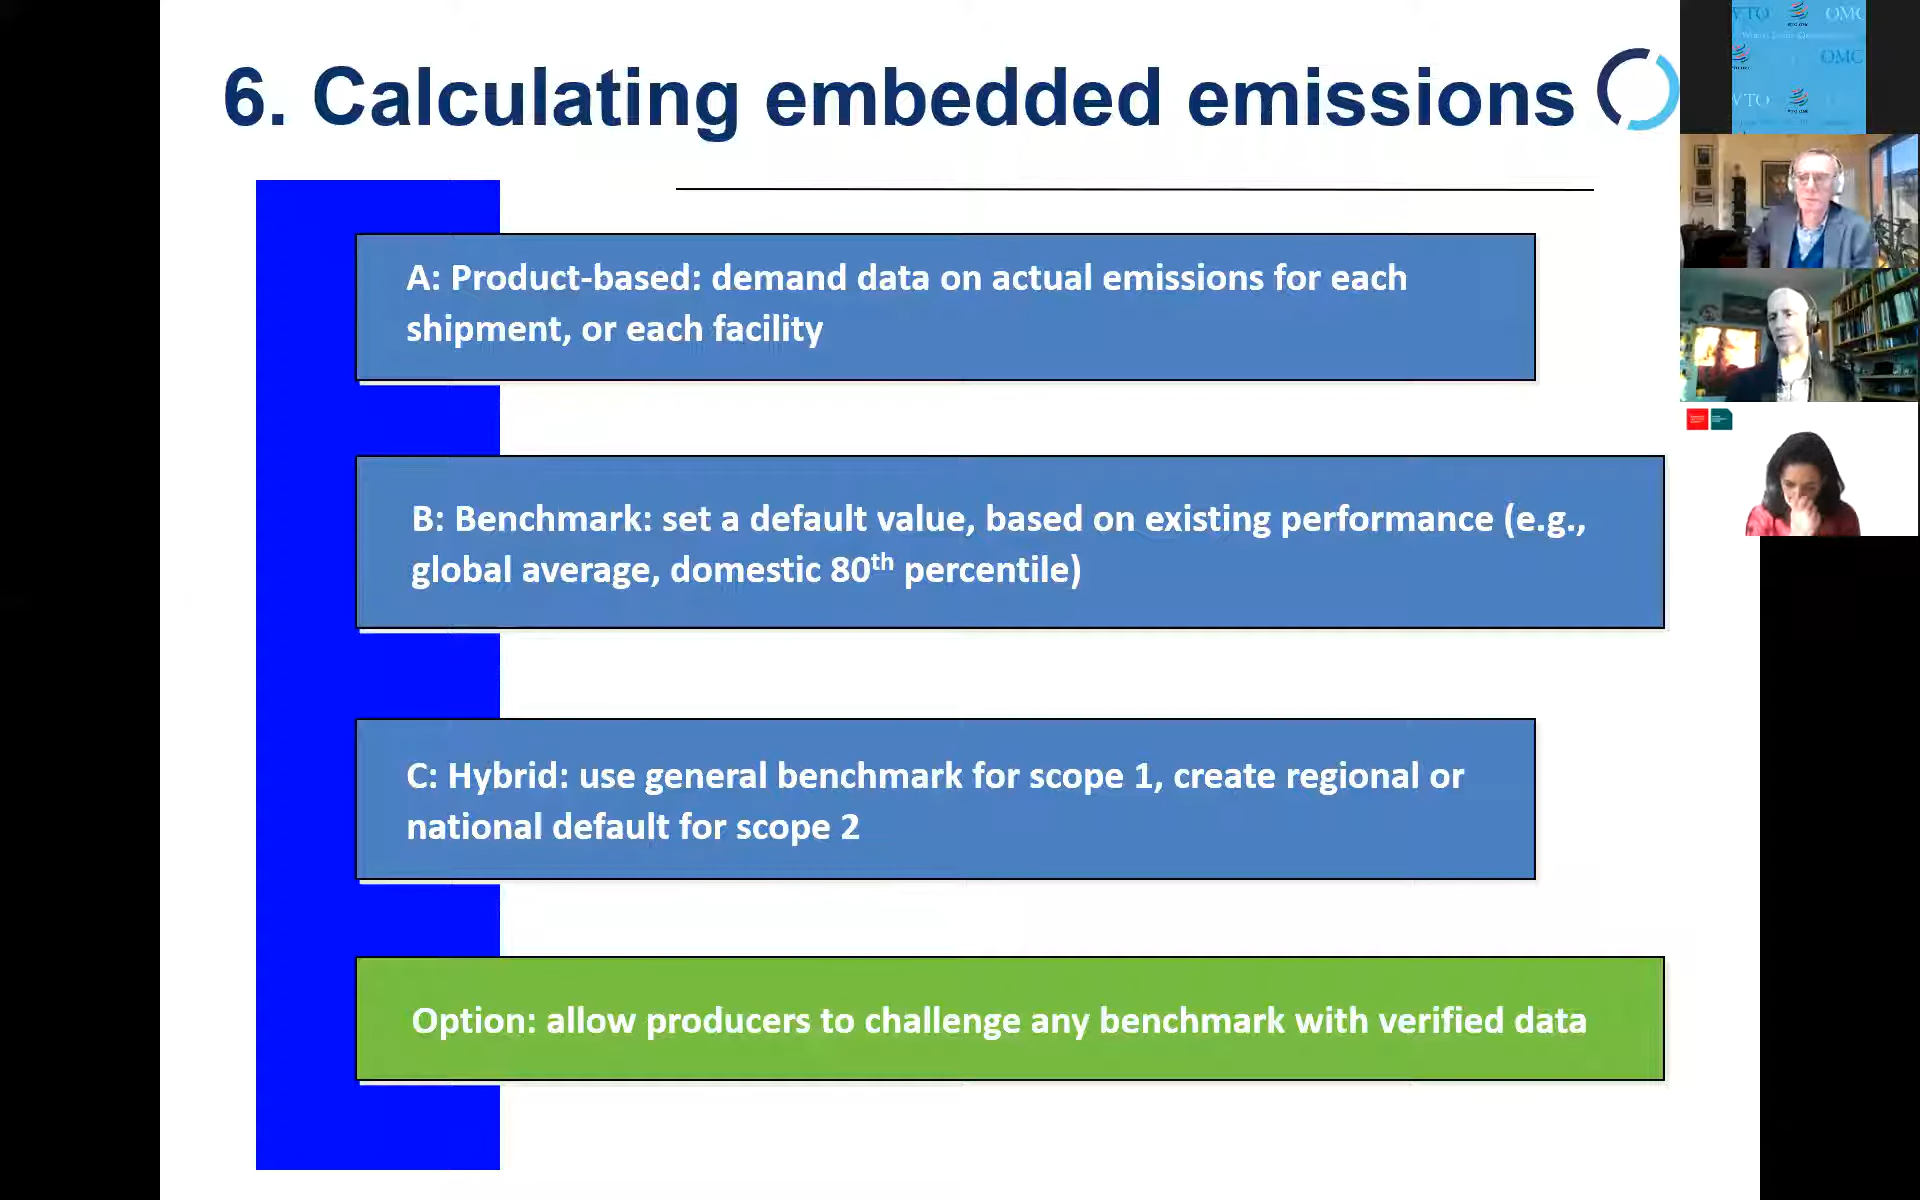 6. Calculating embedded emissions
A: Product-based: demand data on actual emissions for each
shipment, or each facility
B: Benchmark: set a default value, based on existing performance (e.g.,
global average, domestic 80th percentile)
C: Hybrid: use general benchmark for scope 1, create regional or
national default for scope 2
Option: allow producers to challenge any benchmark with verified data
OMC
WTO